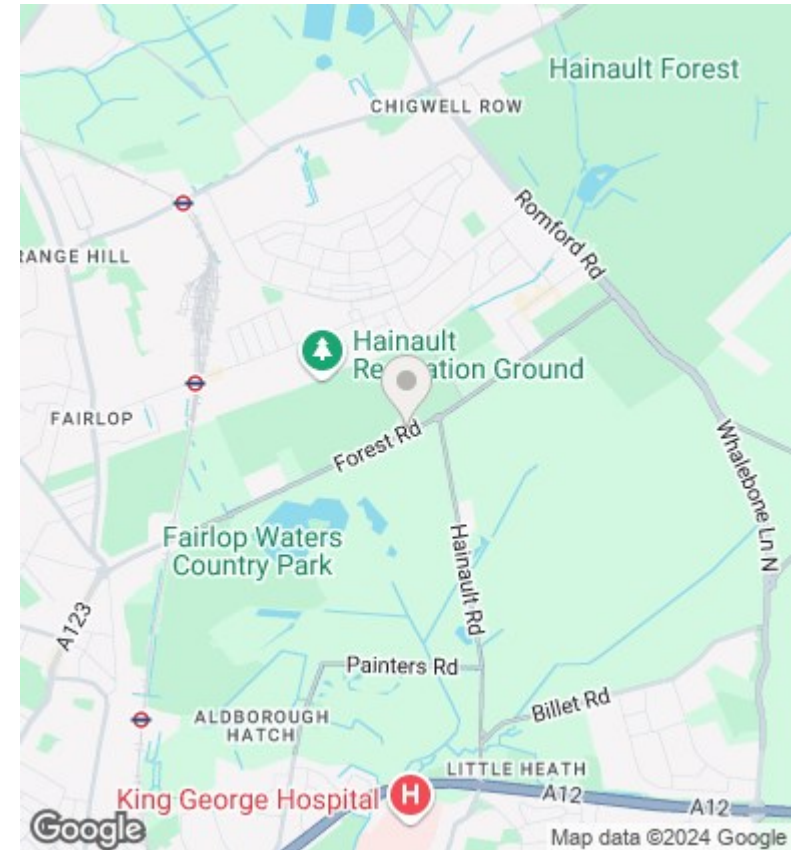 Hainault Forest
CHIGWELL ROW
Romford Rd
RANGE HILL
Hainault
Re ation Ground
FAIRLOP
Forest Rd
Whalebone Ln N
Fairlop Waters
Country Park
Hainault Rd
A123
Painters Rd
ALDBOROUGH
HATCH
Billet Rd
LITTLE HEATH
King George Hospital
H
A12
A12
Google
Map data ©2024 Google